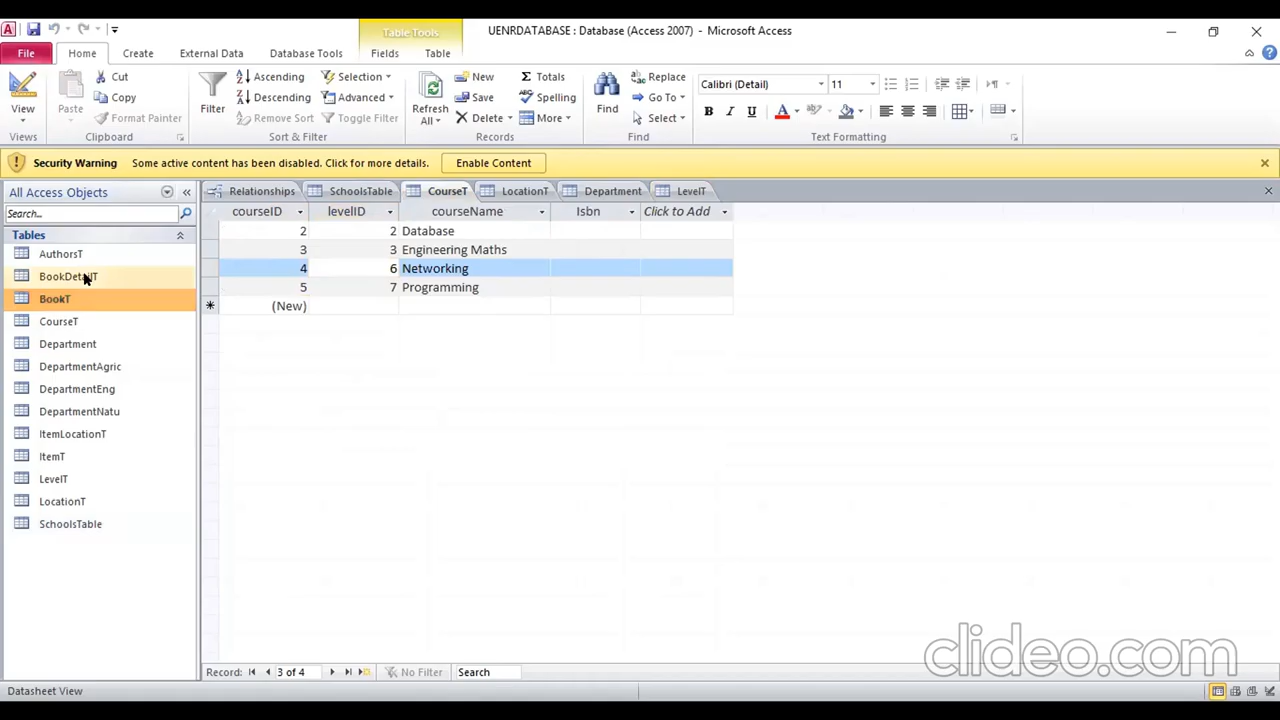 Table Tools
UENRDATABASE : Database (Access 2007) - Microsoft Access
File Home Create External Data Database Tools Fields Table
View
Views
Paste
Cut
Copy
Format Painter
Clipboard
Filter
Ascending
Descending
Remove Sort
Selection
Advanced
Toggle Filter
Sort & Filter
Refresh
All
New
Save
Delete
Totals
Spelling
More
Records
Find
Replace
Go To
Select
Find
Calibri (Detail) 11
B I U
A
Text Formatting
Security Warning Some active content has been disabled. Click for more details. Enable Content
All Access Objects
Search...
Tables
AuthorsT
BookDetailT
BookT
CourseT
Department
DepartmentAgric
DepartmentEng
DepartmentNatu
ItemLocationT
ItemT
LevelT
LocationT
SchoolsTable
Relationships SchoolsTable CourseT LocationT Department LevelT
courseID levelID courseName Isbn Click to Add
2 2 Database
3 3 Engineering Maths
4 6 Networking
5 7 Programming
(New)
Record: 3 of 4 No Filter Search
Datasheet View
clideo.com